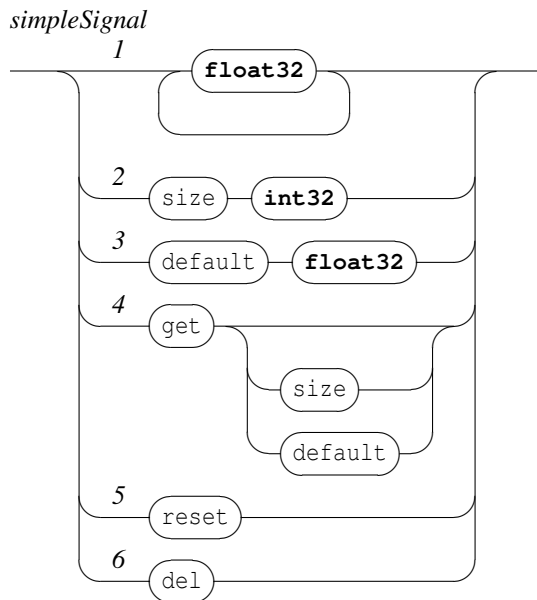 simpleSignal
1
float32
2
size int32
3
default float32
4
get
size
default
5
reset
6
del